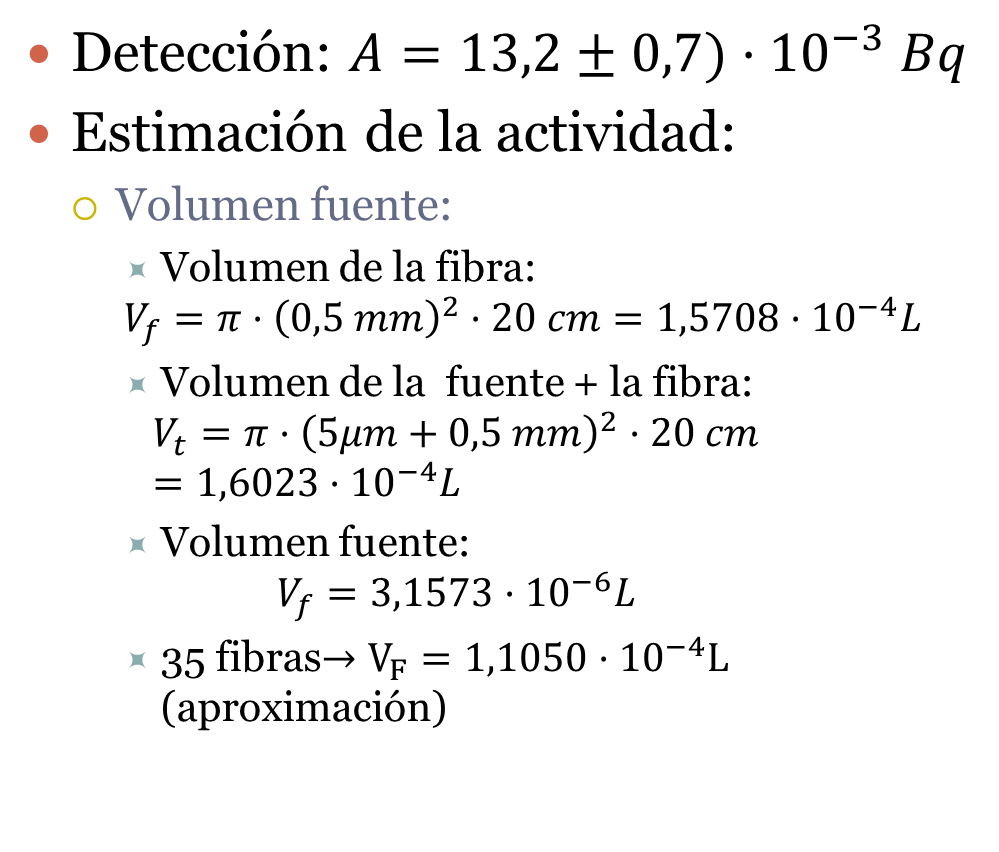 Detección: A = 13,2 ± 0,7) · 10⁻³ Bq
Estimación de la actividad:
Volumen fuente:
Volumen de la fibra:
V_f = π · (0,5 mm)² · 20 cm = 1,5708 · 10⁻⁴L
Volumen de la fuente + la fibra:
V_t = π · (5μm + 0,5 mm)² · 20 cm
= 1,6023 · 10⁻⁴L
Volumen fuente:
V_f = 3,1573 · 10⁻⁶L
35 fibras→ V_F = 1,1050 · 10⁻⁴L
(aproximación)